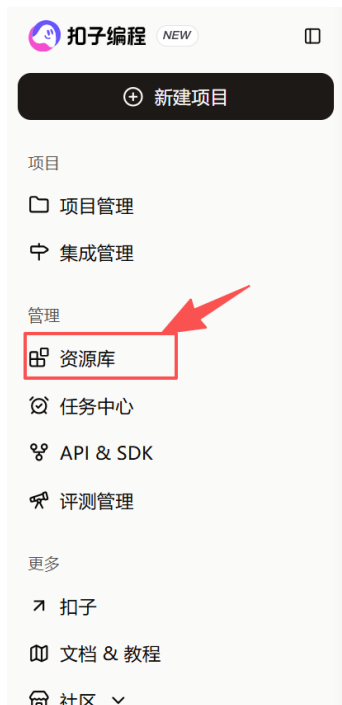 扣子编程 NEW
新建项目
项目
项目管理
集成管理
管理
资源库
任务中心
API & SDK
评测管理
更多
扣子
文档 & 教程
社区